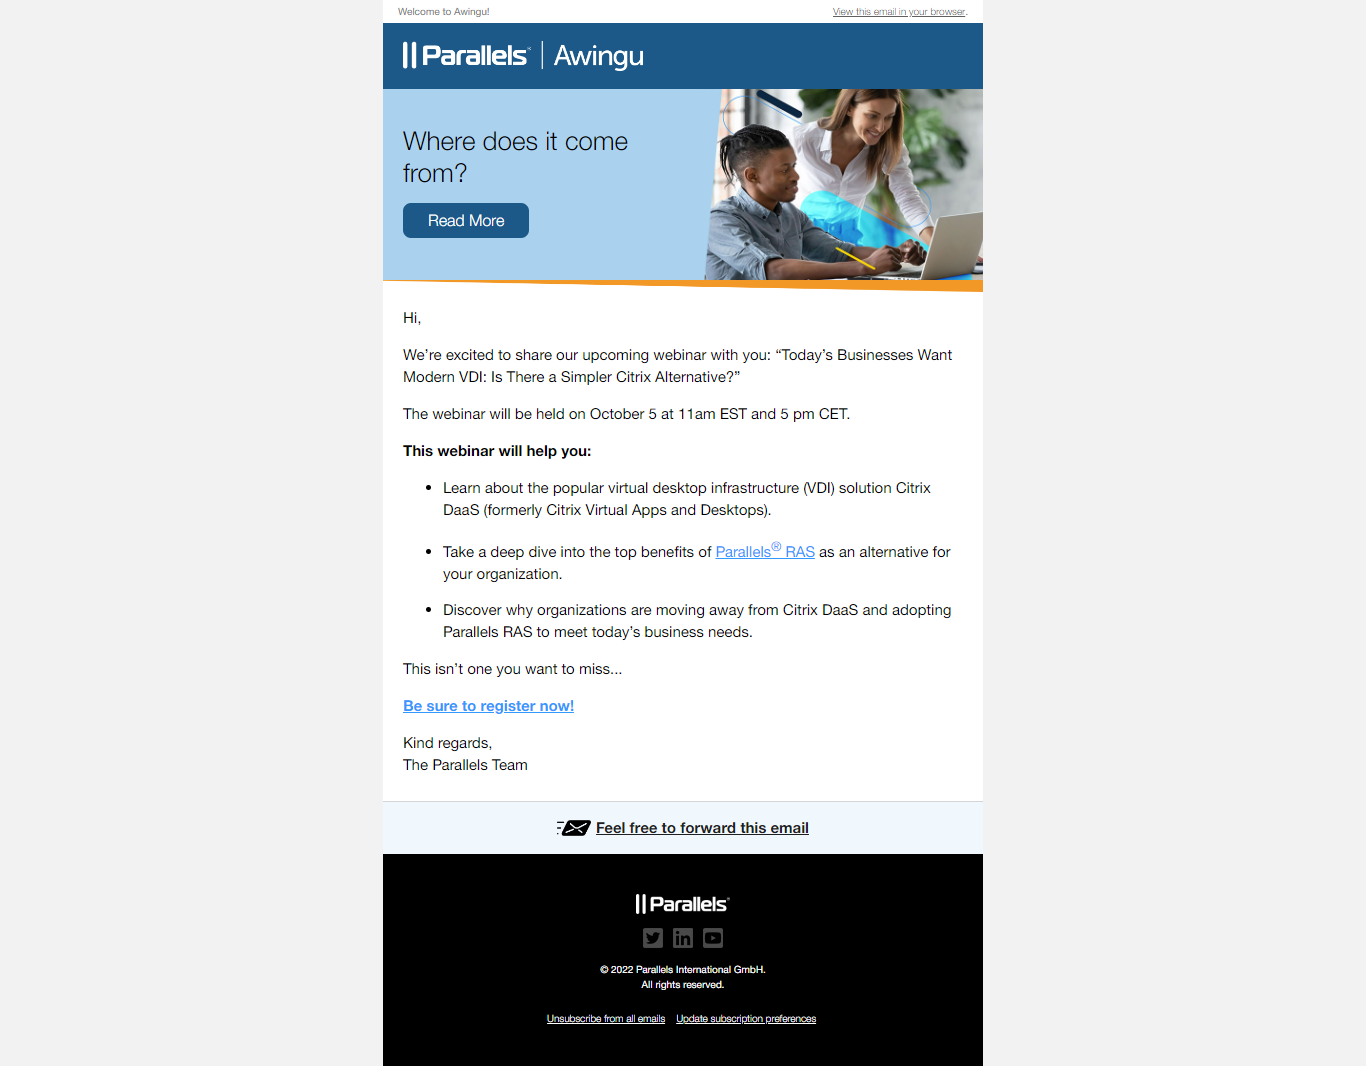 Welcome to Awingu!
View this email in your browser.
Parallels® | Awingu
Where does it come
from?
Read More
Hi,
We’re excited to share our upcoming webinar with you: “Today’s Businesses Want
Modern VDI: Is There a Simpler Citrix Alternative?”
The webinar will be held on October 5 at 11am EST and 5 pm CET.
This webinar will help you:
• Learn about the popular virtual desktop infrastructure (VDI) solution Citrix
DaaS (formerly Citrix Virtual Apps and Desktops).
• Take a deep dive into the top benefits of Parallels® RAS as an alternative for
your organization.
• Discover why organizations are moving away from Citrix DaaS and adopting
Parallels RAS to meet today’s business needs.
This isn’t one you want to miss...
Be sure to register now!
Kind regards,
The Parallels Team
Feel free to forward this email
Parallels®
© 2022 Parallels International GmbH.
All rights reserved.
Unsubscribe from all emails Update subscription preferences